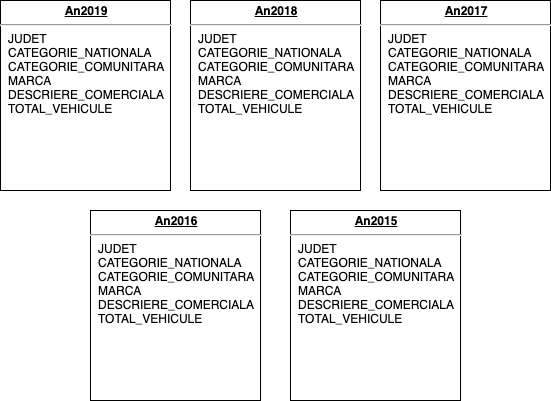 An2019
JUDET
CATEGORIE_NATIONALA
CATEGORIE_COMUNITARA
MARCA
DESCRIERE_COMERCIALA
TOTAL_VEHICULE
An2018
JUDET
CATEGORIE_NATIONALA
CATEGORIE_COMUNITARA
MARCA
DESCRIERE_COMERCIALA
TOTAL_VEHICULE
An2017
JUDET
CATEGORIE_NATIONALA
CATEGORIE_COMUNITARA
MARCA
DESCRIERE_COMERCIALA
TOTAL_VEHICULE
An2016
JUDET
CATEGORIE_NATIONALA
CATEGORIE_COMUNITARA
MARCA
DESCRIERE_COMERCIALA
TOTAL_VEHICULE
An2015
JUDET
CATEGORIE_NATIONALA
CATEGORIE_COMUNITARA
MARCA
DESCRIERE_COMERCIALA
TOTAL_VEHICULE